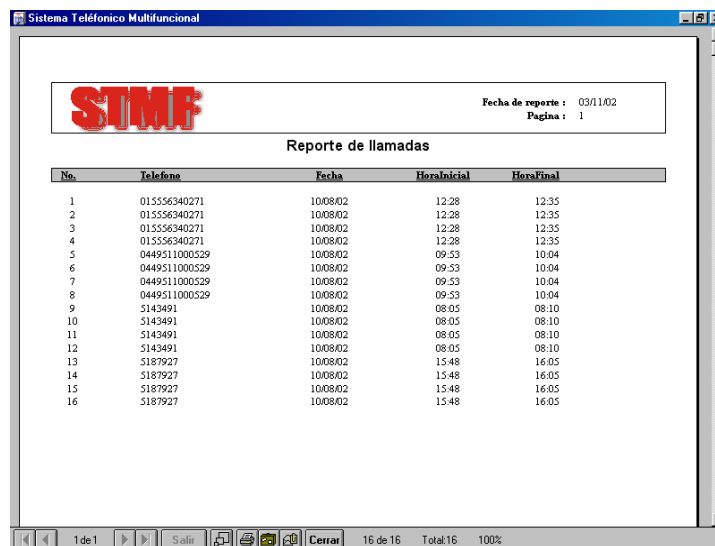 Sistema Teléfonico Multifuncional
STMF
Fecha de reporte : 03/11/02
Pagina : 1
Reporte de llamadas
No. Telefono Fecha HoraInicial HoraFinal
1 015556340271 10/08/02 12:28 12:35
2 015556340271 10/08/02 12:28 12:35
3 015556340271 10/08/02 12:28 12:35
4 015556340271 10/08/02 12:28 12:35
5 0449511000529 10/08/02 09:53 10:04
6 0449511000529 10/08/02 09:53 10:04
7 0449511000529 10/08/02 09:53 10:04
8 0449511000529 10/08/02 09:53 10:04
9 5143491 10/08/02 08:05 08:10
10 5143491 10/08/02 08:05 08:10
11 5143491 10/08/02 08:05 08:10
12 5143491 10/08/02 08:05 08:10
13 5187927 10/08/02 15:48 16:05
14 5187927 10/08/02 15:48 16:05
15 5187927 10/08/02 15:48 16:05
16 5187927 10/08/02 15:48 16:05
1 de 1 Salir Cerrar 16 de 16 Total:16 100%